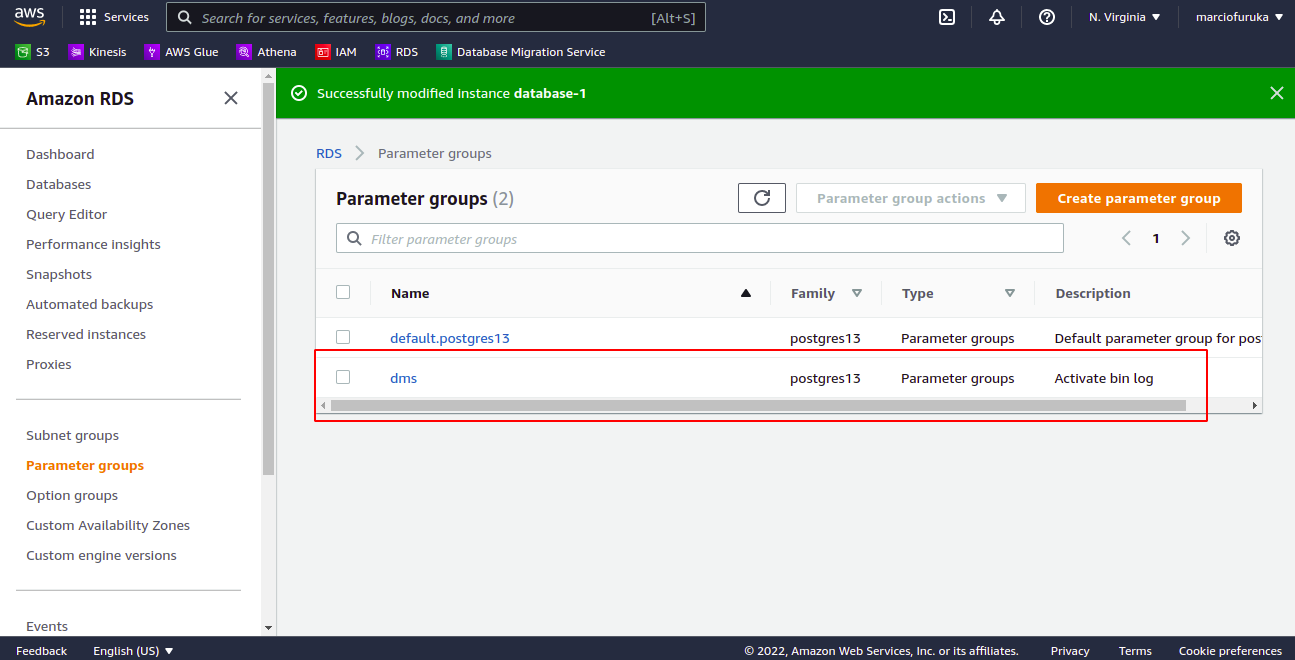 aws Services Search for services, features, blogs, docs, and more [Alt+S] N. Virginia ▼ marciofuruka ▼
S3 Kinesis AWS Glue Athena IAM RDS Database Migration Service
Amazon RDS
Successfully modified instance database-1
Dashboard
Databases
Query Editor
Performance insights
Snapshots
Automated backups
Reserved instances
Proxies
Subnet groups
Parameter groups
Option groups
Custom Availability Zones
Custom engine versions
Events
RDS > Parameter groups
Parameter groups (2) Parameter group actions ▼ Create parameter group
Filter parameter groups 1
Name Family Type Description
default.postgres13 postgres13 Parameter groups Default parameter group for pos
dms postgres13 Parameter groups Activate bin log
Feedback English (US) ▼ © 2022, Amazon Web Services, Inc. or its affiliates. Privacy Terms Cookie preferences